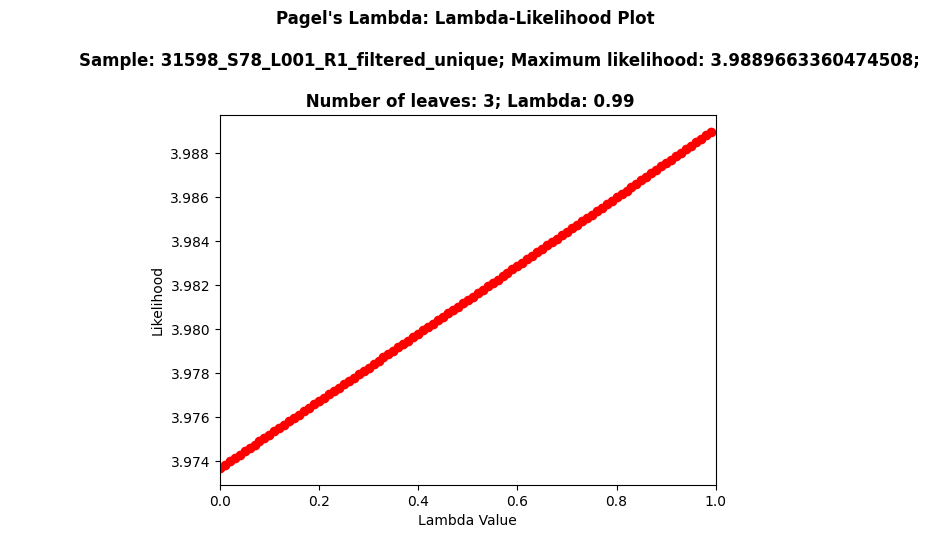 Pagel's Lambda: Lambda-Likelihood Plot
Sample: 31598_S78_L001_R1_filtered_unique; Maximum likelihood: 3.9889663360474508;
Number of leaves: 3; Lambda: 0.99
3.988
3.986
3.984
3.982
3.980
3.978
3.976
3.974
Likelihood
0.0 0.2 0.4 0.6 0.8 1.0
Lambda Value